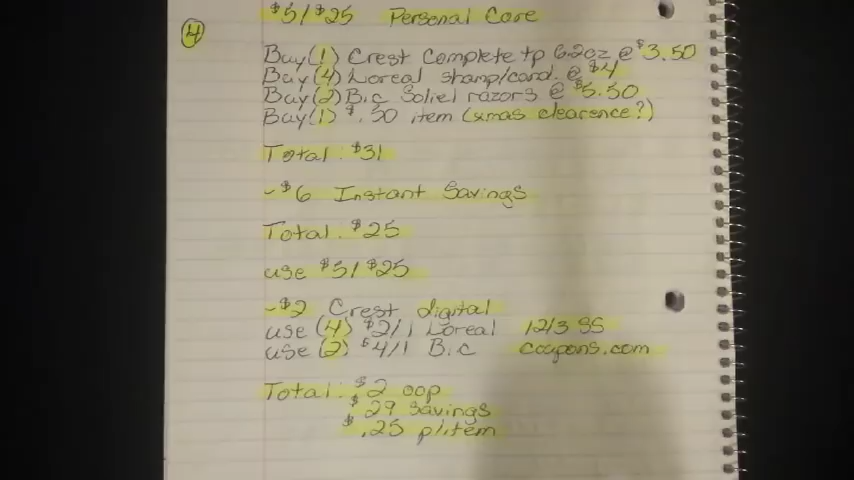 4
$5/$25 Personal Care
Buy (1) Crest Complete tp 6.2oz @ $3.50
Buy (4) Loreal shamp/cond. @ $4
Buy (2) Bic Soliel razors @ $5.50
Buy (1) $.50 item (xmas clearence?)
Total: $31
-$6 Instant Savings
Total: $25
use $5/$25
-$2 Crest digital
use (4) $2/1 Loreal 12/3 SS
use (2) $4/1 Bic coupons.com
Total: $2 oop
$29 savings
$.25 p/item